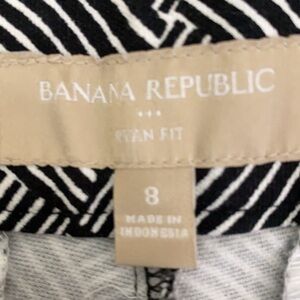 BANANA REPUBLIC
RYAN FIT
8
MADE IN
INDONESIA